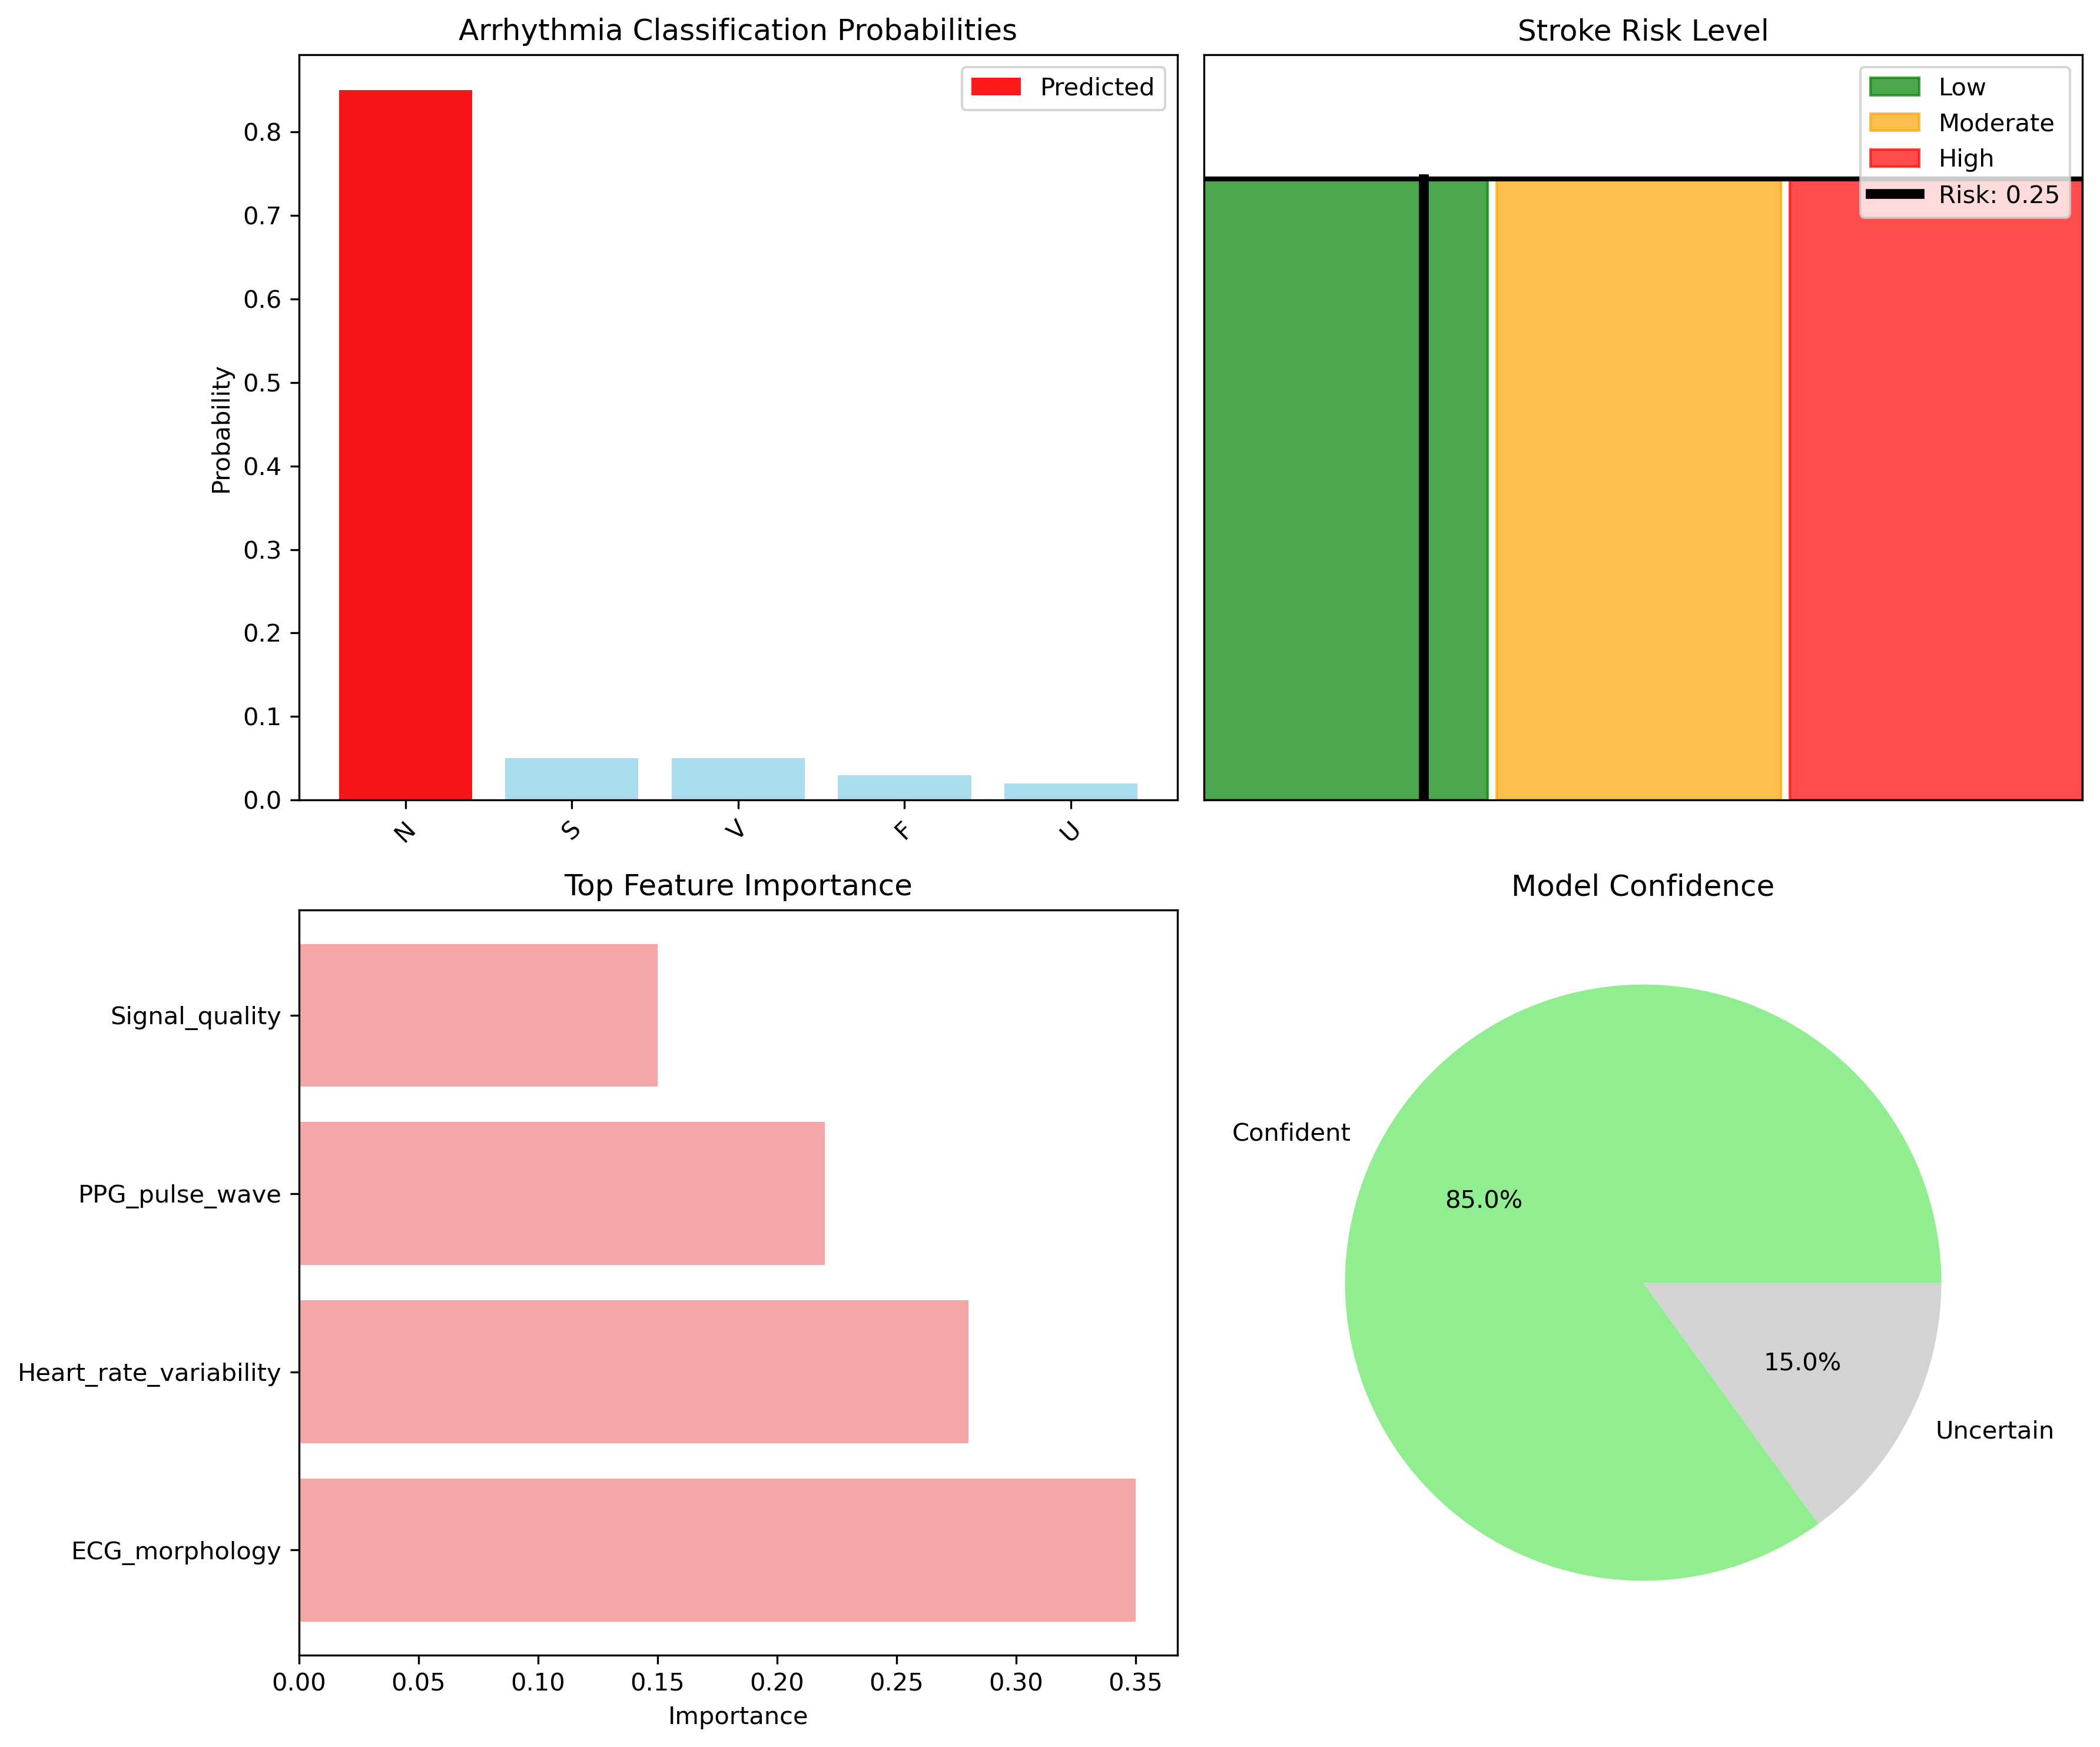 Arrhythmia Classification Probabilities
Predicted
Probability
0.8
0.7
0.6
0.5
0.4
0.3
0.2
0.1
0.0
N
S
V
F
U
Stroke Risk Level
Low
Moderate
High
Risk: 0.25
Top Feature Importance
Signal_quality
PPG_pulse_wave
Heart_rate_variability
ECG_morphology
0.00
0.05
0.10
0.15
0.20
0.25
0.30
0.35
Importance
Model Confidence
Confident
85.0%
15.0%
Uncertain